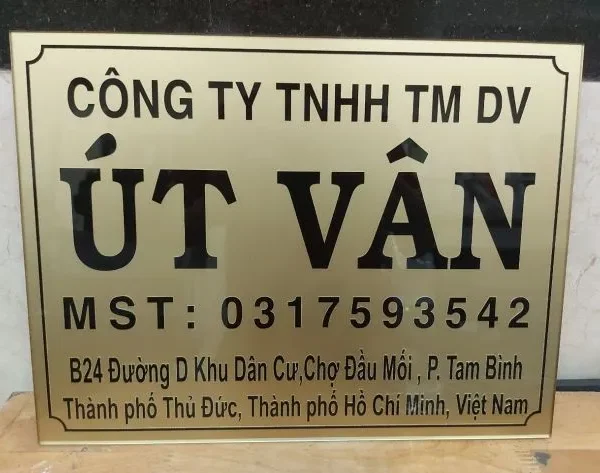 CÔNG TY TNHH TM DV
ÚT VÂN
MST: 0317593542
B24 Đường D Khu Dân Cư,Chợ Đầu Mối , P. Tam Bình
Thành phố Thủ Đức, Thành phố Hồ Chí Minh, Việt Nam